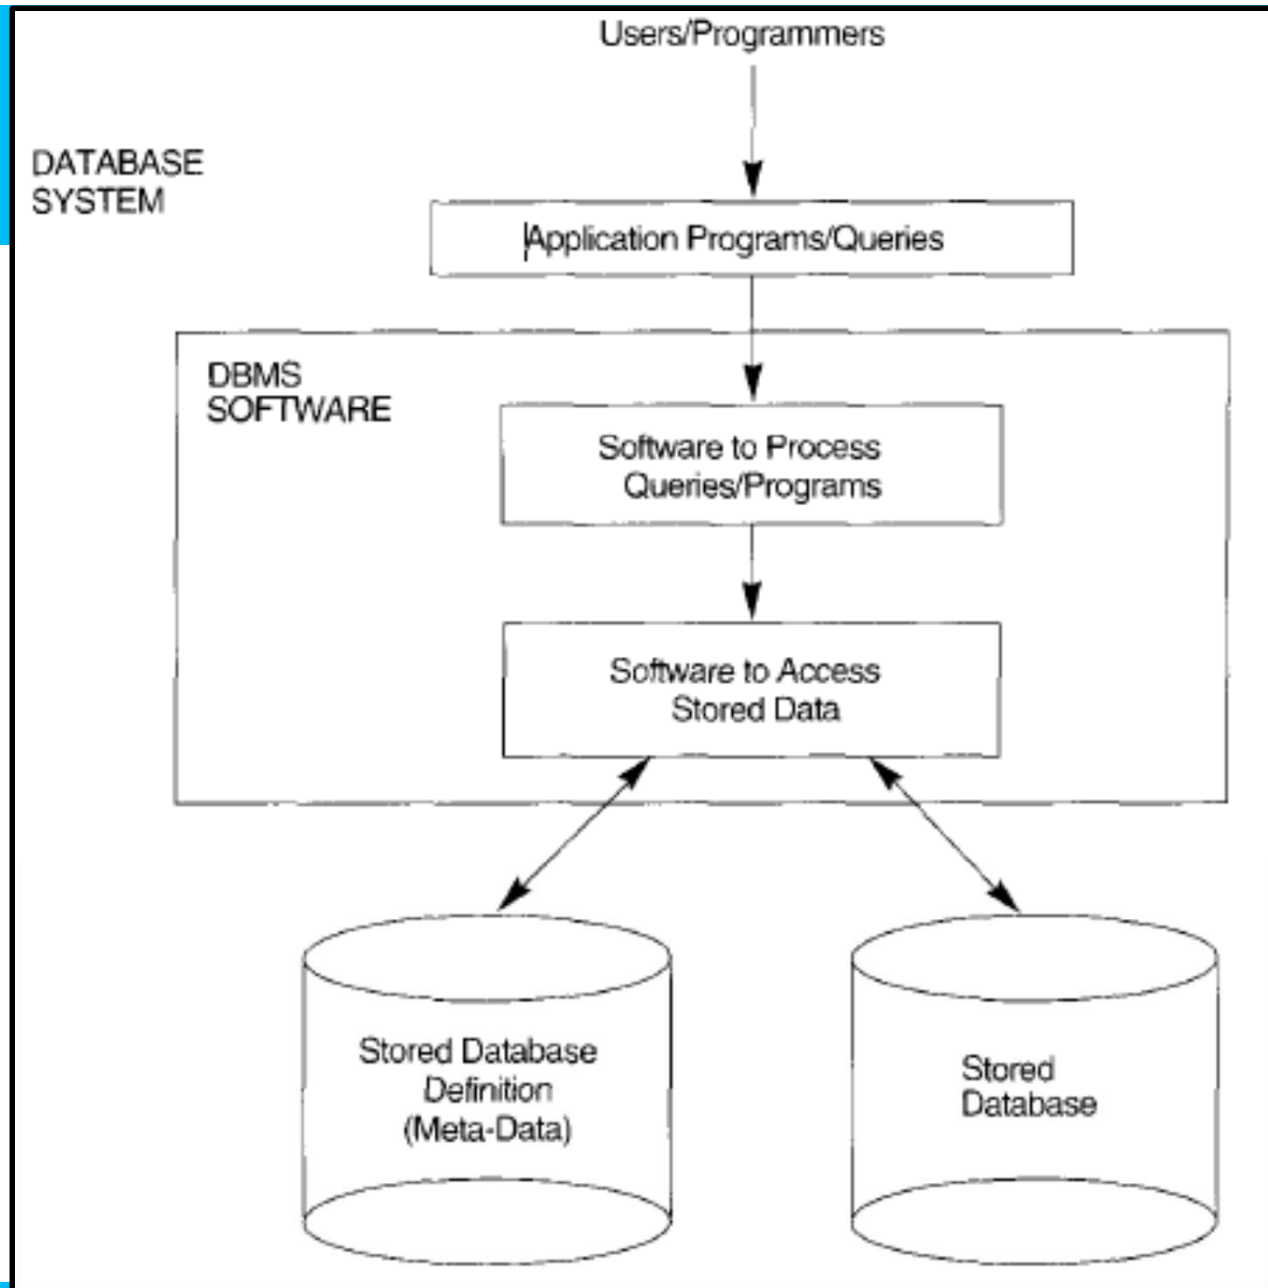 Users/Programmers
DATABASE
SYSTEM
Application Programs/Queries
DBMS
SOFTWARE
Software to Process
Queries/Programs
Software to Access
Stored Data
Stored Database
Definition
(Meta-Data)
Stored
Database